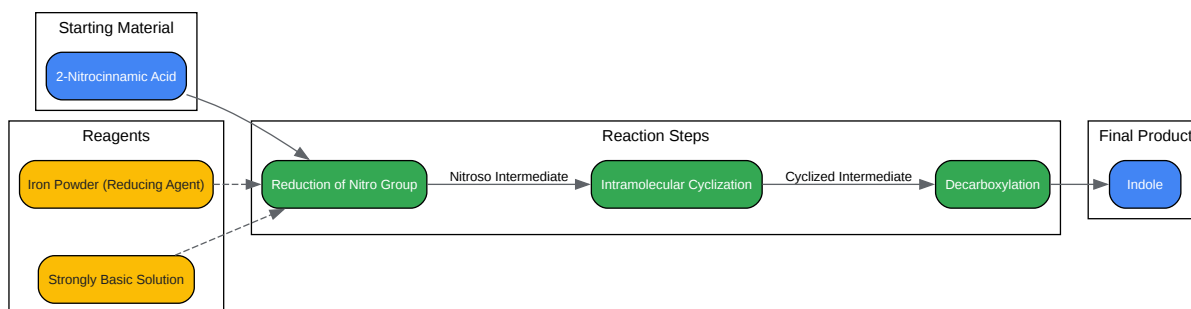 Starting Material
2-Nitrocinnamic Acid
Reagents
Iron Powder (Reducing Agent)
Strongly Basic Solution
Reaction Steps
Reduction of Nitro Group
Nitroso Intermediate
Intramolecular Cyclization
Cyclized Intermediate
Decarboxylation
Final Product
Indole